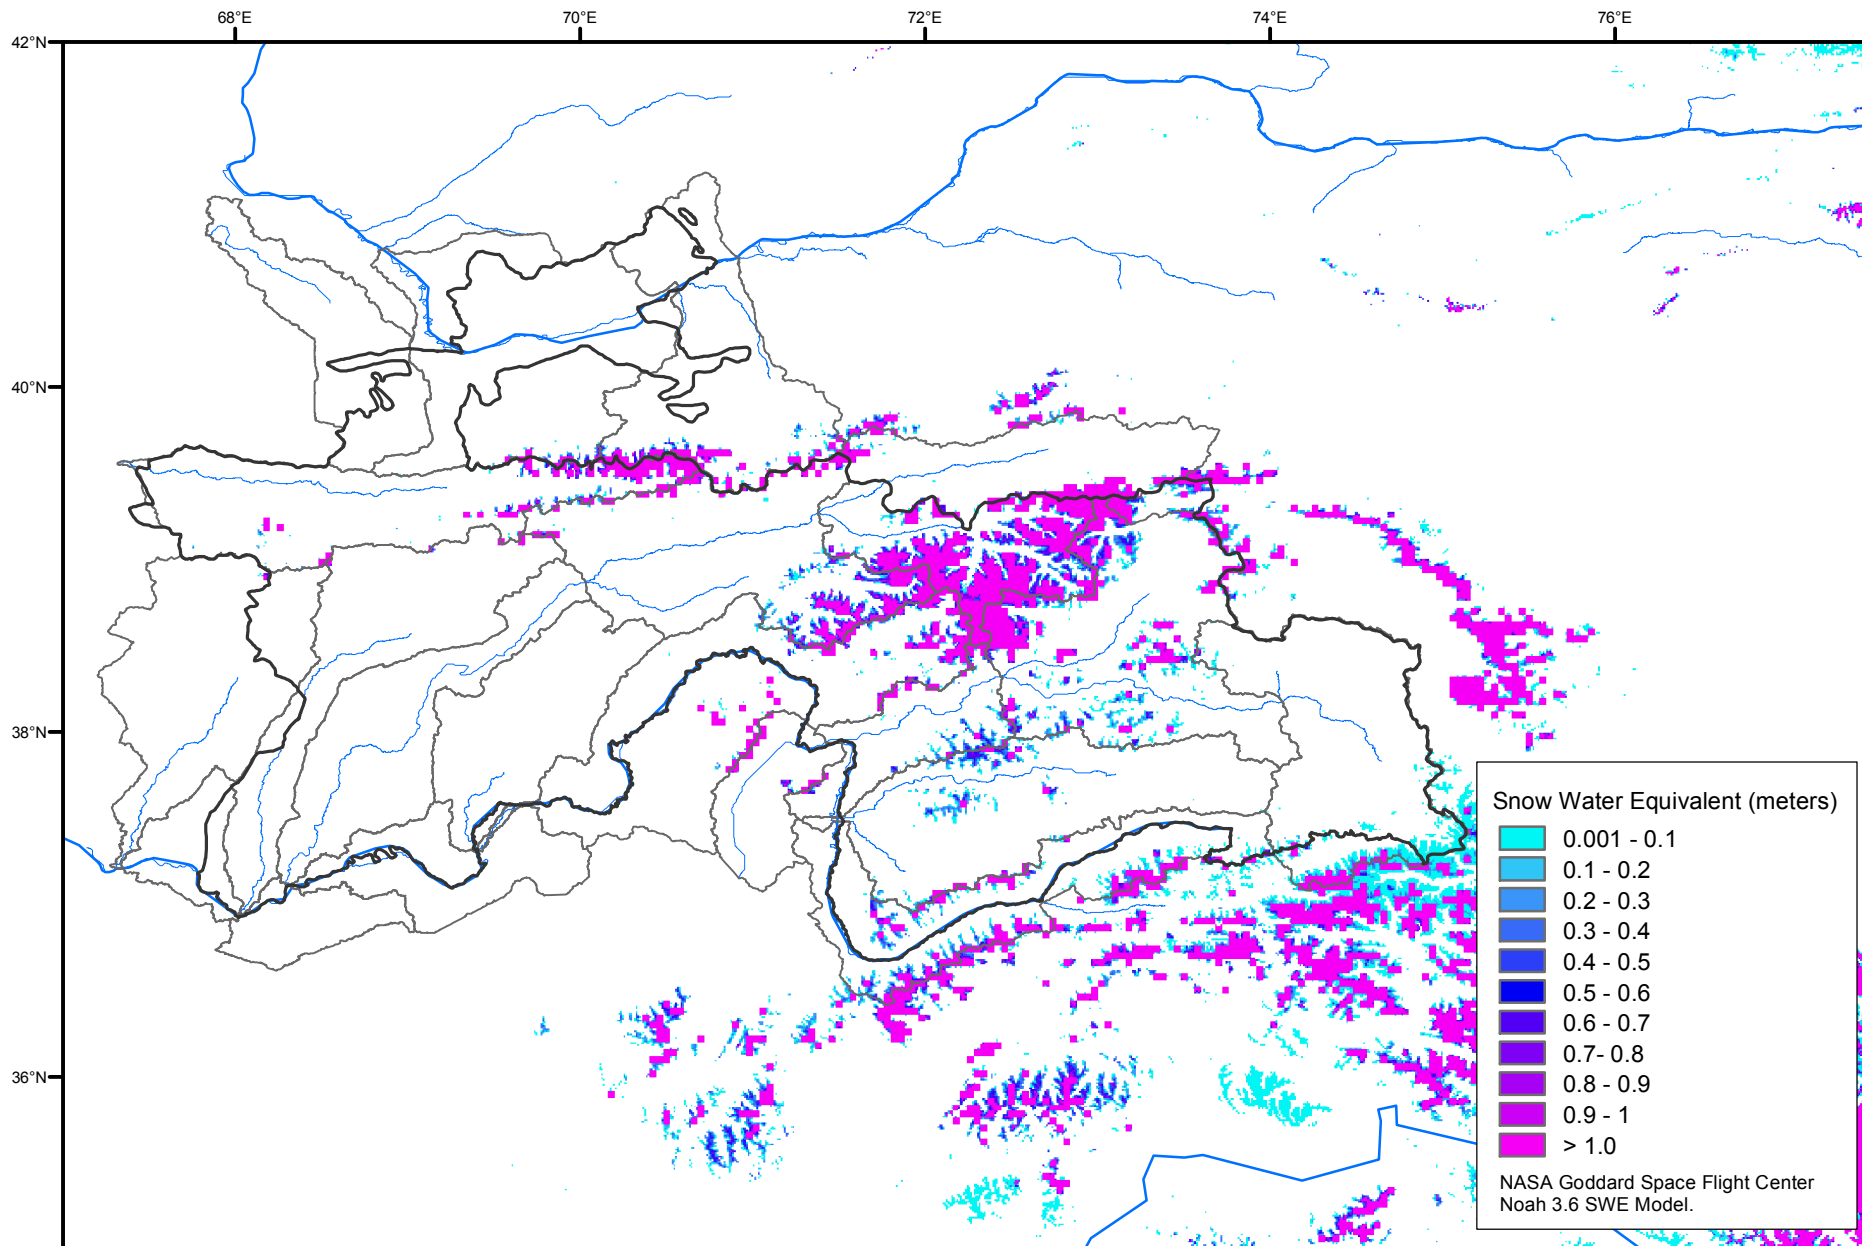 68°E
70°E
72°E
74°E
76°E
42°N
40°N
38°N
36°N
Snow Water Equivalent (meters)
0.001 - 0.1
0.1 - 0.2
0.2 - 0.3
0.3 - 0.4
0.4 - 0.5
0.5 - 0.6
0.6 - 0.7
0.7- 0.8
0.8 - 0.9
0.9 - 1
> 1.0
NASA Goddard Space Flight Center
Noah 3.6 SWE Model.